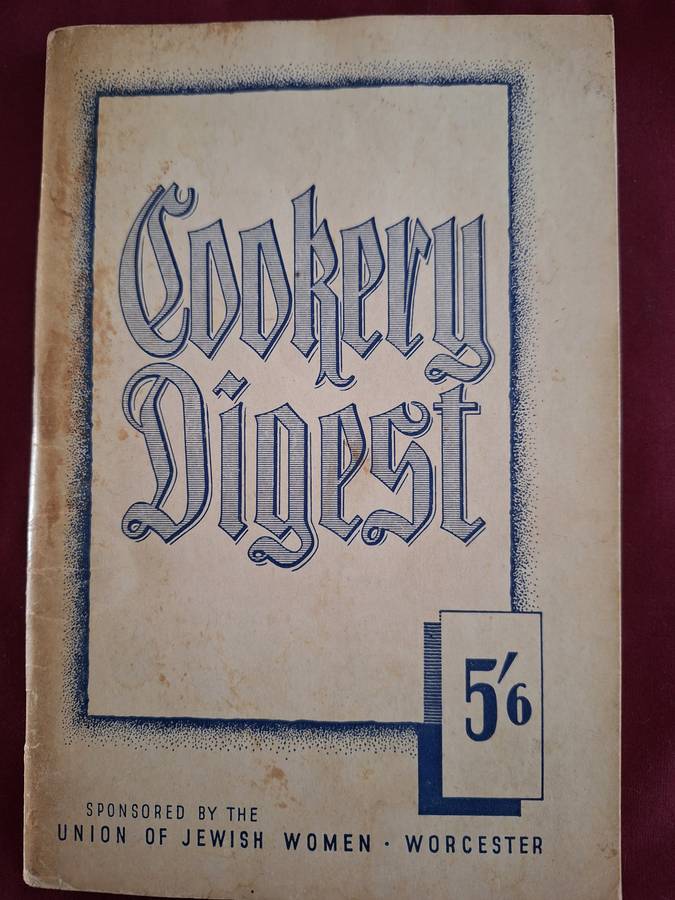 Cookery
Digest
5'6
SPONSORED BY THE
UNION OF JEWISH WOMEN · WORCESTER